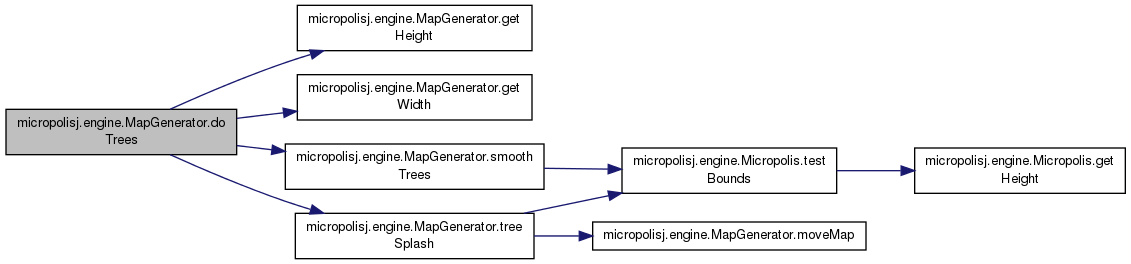 micropolisj.engine.MapGenerator.get
Height
micropolisj.engine.MapGenerator.get
Width
micropolisj.engine.MapGenerator.do
Trees
micropolisj.engine.MapGenerator.smooth
Trees
micropolisj.engine.Micropolis.test
Bounds
micropolisj.engine.Micropolis.get
Height
micropolisj.engine.MapGenerator.tree
Splash
micropolisj.engine.MapGenerator.moveMap